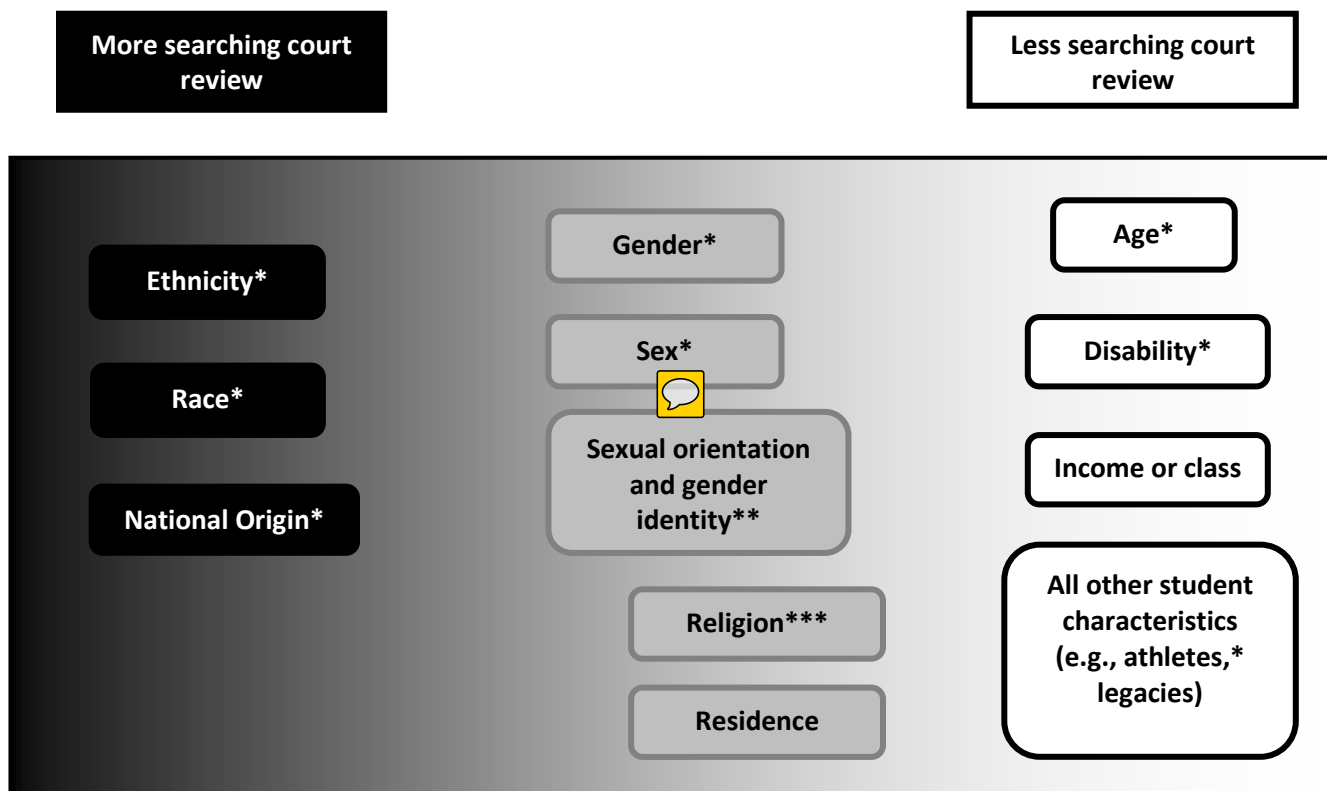 More searching court
review
Less searching court
review
Ethnicity*
Race*
National Origin*
Gender*
Sex*
Sexual orientation
and gender
identity**
Religion***
Residence
Age*
Disability*
Income or class
All other student
characteristics
(e.g., athletes,*
legacies)